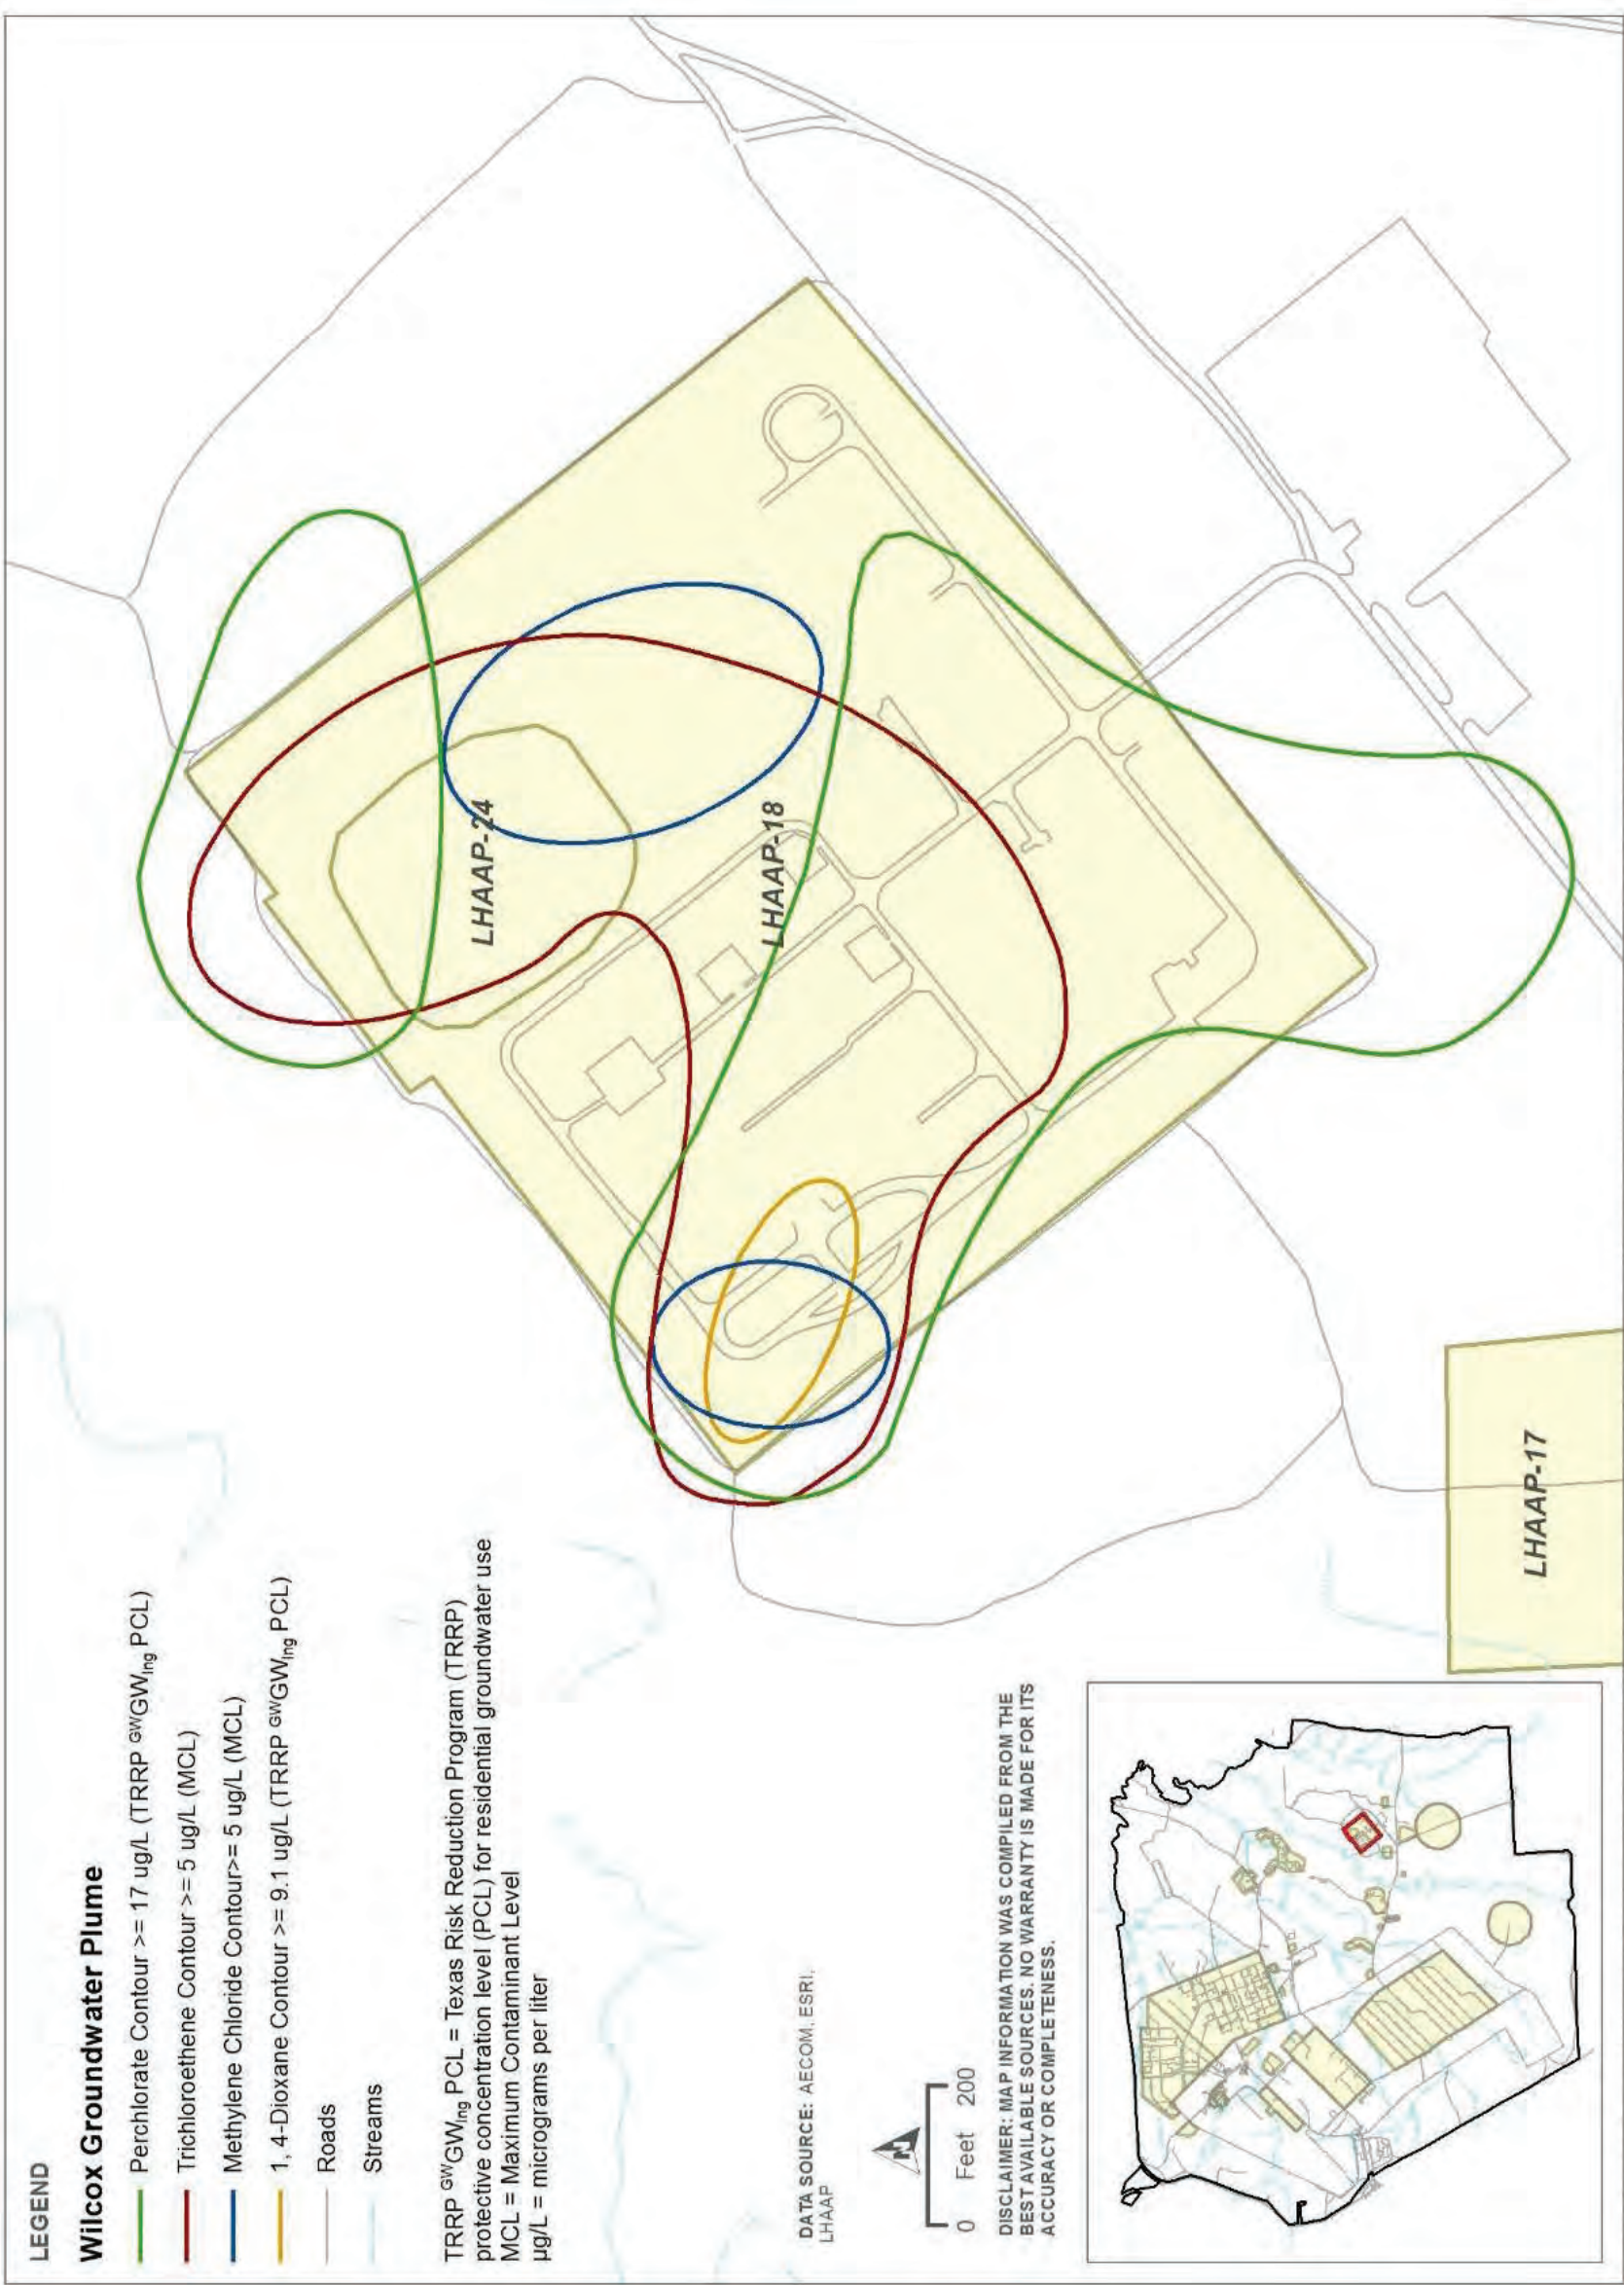 LEGEND
Wilcox Groundwater Plume
Perchlorate Contour >= 17 ug/L (TRRP GWGWIng PCL)
Trichloroethene Contour >= 5 ug/L (MCL)
Methylene Chloride Contour>= 5 ug/L (MCL)
1, 4-Dioxane Contour >= 9.1 ug/L (TRRP GWGWIng PCL)
Roads
Streams
TRRP GWGWIng PCL = Texas Risk Reduction Program (TRRP)
protective concentration level (PCL) for residential groundwater use
MCL = Maximum Contaminant Level
µg/L = micrograms per liter
DATA SOURCE: AECOM, ESRI,
LHAAP
N
0 Feet 200
DISCLAIMER: MAP INFORMATION WAS COMPILED FROM THE
BEST AVAILABLE SOURCES. NO WARRANTY IS MADE FOR ITS
ACCURACY OR COMPLETENESS.
LHAAP-24
LHAAP-18
LHAAP-17